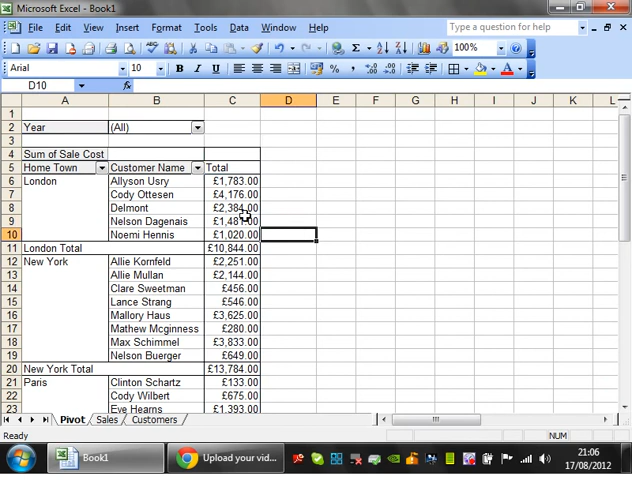 Microsoft Excel - Book1
File Edit View Insert Format Tools Data Window Help Type a question for help
100%
Arial 10 B I U
D10 fx
A B C D E F G H I J K L
1
2 Year (All)
3
4 Sum of Sale Cost
5 Home Town Customer Name Total
6 London Allyson Usry £1,783.00
7 Cody Ottesen £4,176.00
8 Delmont £2,384.00
9 Nelson Dagenais £1,481.00
10 Noemi Hennis £1,020.00
11 London Total £10,844.00
12 New York Allie Kornfeld £2,251.00
13 Allie Mullan £2,144.00
14 Clare Sweetman £456.00
15 Lance Strang £546.00
16 Mallory Haus £3,625.00
17 Mathew Mcginness £280.00
18 Max Schimmel £3,833.00
19 Nelson Buerger £649.00
20 New York Total £13,784.00
21 Paris Clinton Schartz £133.00
22 Cody Wilbert £675.00
23 Eve Hearns £1,393.00
Pivot Sales Customers
Ready NUM
Book1 Upload your vid... 21:06
17/08/2012